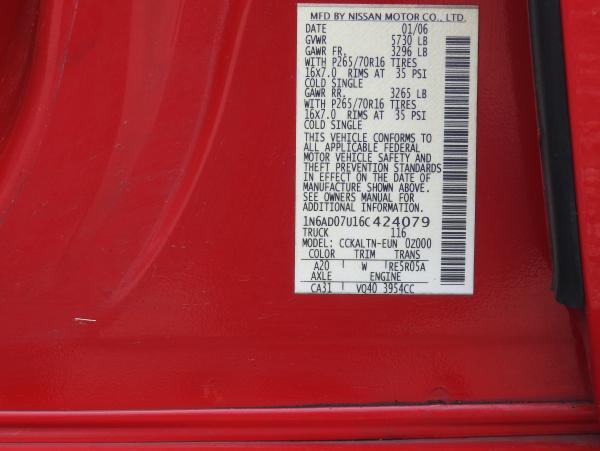 MFD BY NISSAN MOTOR CO., LTD.
DATE 01/06
GVWR 5730 LB
GAWR FR. 3296 LB
WITH P265/70R16 TIRES
16X7.0 RIMS AT 35 PSI
COLD SINGLE
GAWR RR. 3265 LB
WITH P265/70R16 TIRES
16X7.0 RIMS AT 35 PSI
COLD SINGLE
THIS VEHICLE CONFORMS TO
ALL APPLICABLE FEDERAL
MOTOR VEHICLE SAFETY AND
THEFT PREVENTION STANDARDS
IN EFFECT ON THE DATE OF
MANUFACTURE SHOWN ABOVE.
SEE OWNERS MANUAL FOR
ADDITIONAL INFORMATION.
1N6AD07U16C424079
TRUCK 116
MODEL: CCKALTN-EUN 0Z000
COLOR TRIM TRANS
A20 W RE5R05A
AXLE ENGINE
CA31 VQ40 3954CC